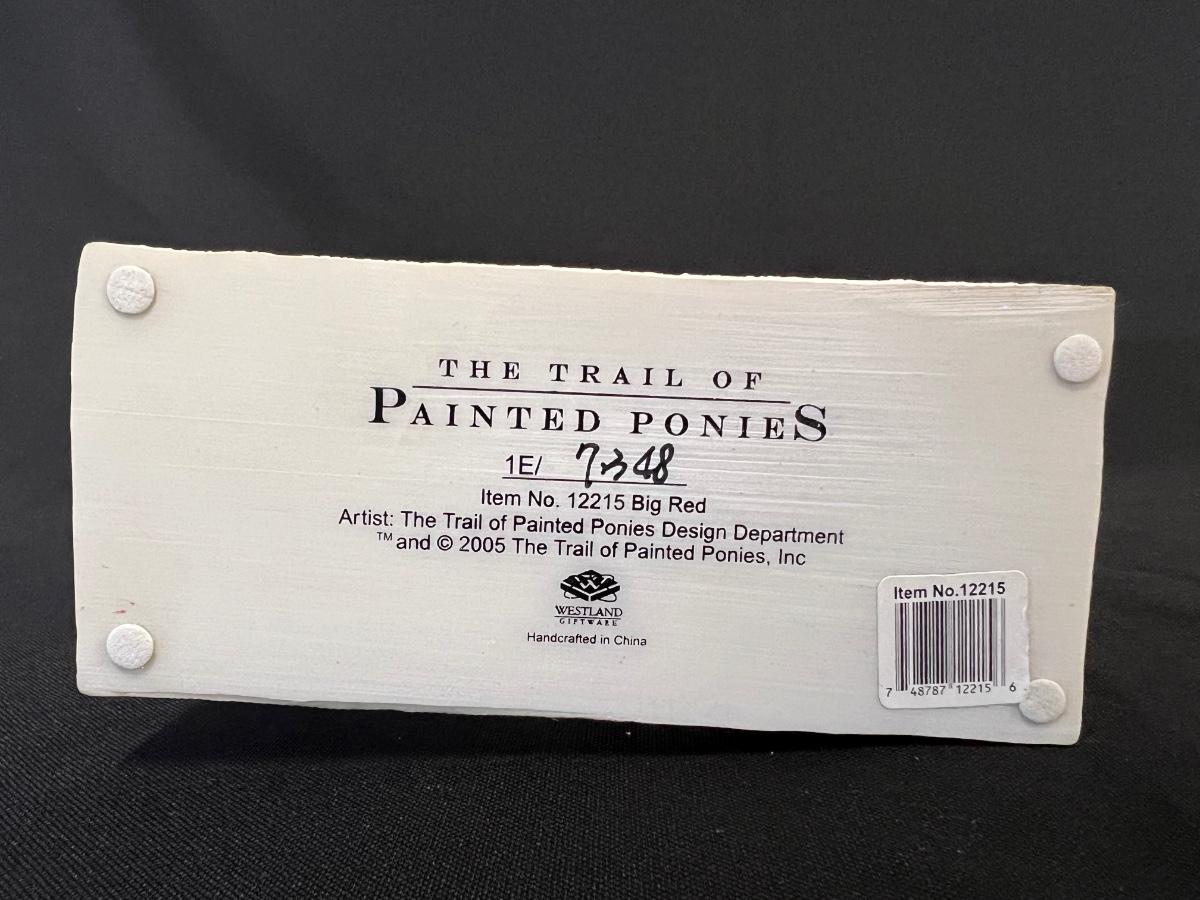 THE TRAIL OF
PAINTED PONIES
1E/ 7348
Item No. 12215 Big Red
Artist: The Trail of Painted Ponies Design Department
™ and © 2005 The Trail of Painted Ponies, Inc
WESTLAND
GIFTWARE
Handcrafted in China
Item No.12215
7 48787 12215 6